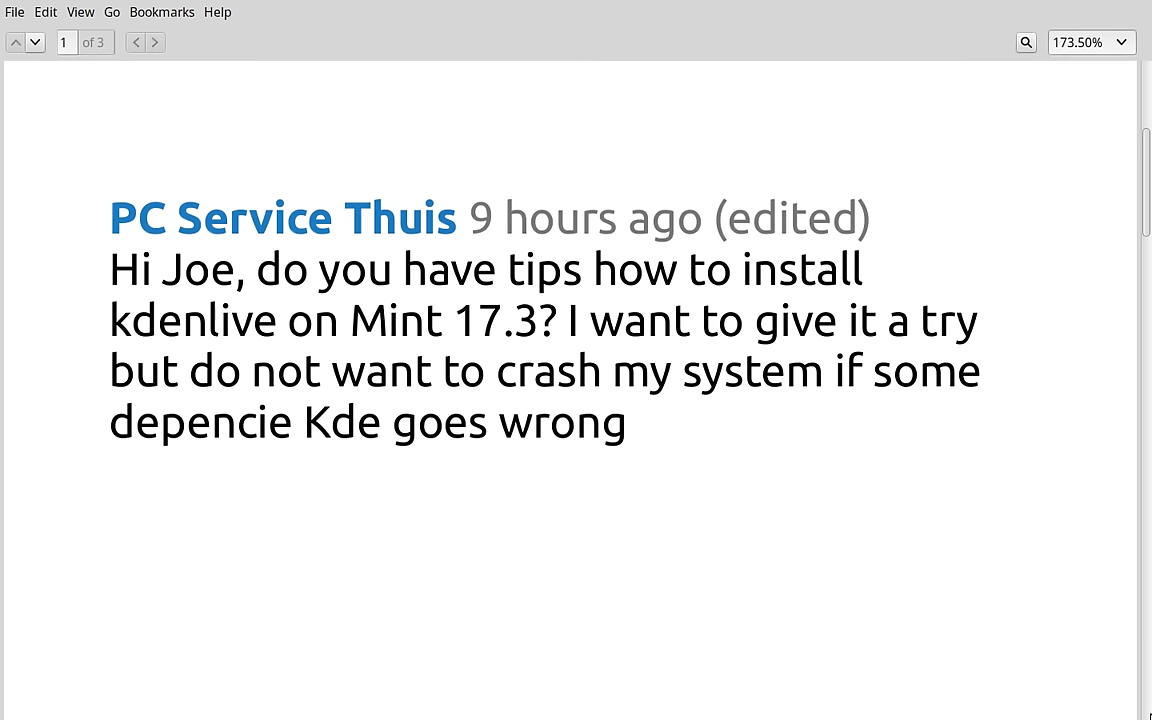 File Edit View Go Bookmarks Help
1 of 3 173.50%
PC Service Thuis 9 hours ago (edited)
Hi Joe, do you have tips how to install
kdenlive on Mint 17.3? I want to give it a try
but do not want to crash my system if some
depencie Kde goes wrong